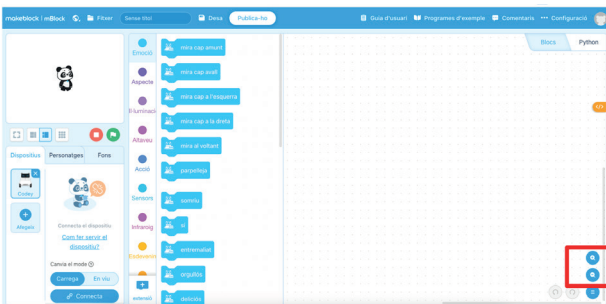 makeblock | mBlock Fitxer Sense títol Desa Publica-ho Guia d'usuari Programes d'exemple Comentaris ••• Configuració
Blocs Python
Emoció
Aspecte
Il·luminació
Altaveu
Acció
Sensors
Infraroig
mira cap amunt
mira cap avall
mira cap a l'esquerra
mira cap a la dreta
mira al voltant
parpelleja
somriu
sí
entremaliat
orgullós
deliciós
extensió
Dispositius Personatges Fons
Codey
Afegeix
Connecta el dispositiu
Com fer servir el
dispositiu?
Canvia el mode
Carrega En viu
Connecta